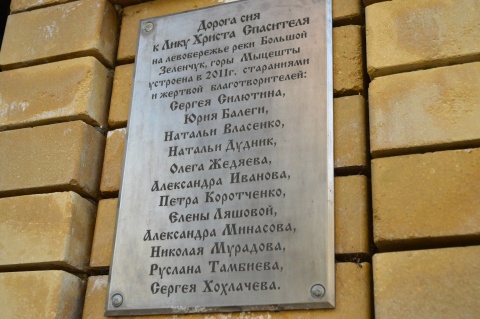 Дорога сия
к Лику Христа Спасителя
на левобережье реки Большой
Зеленчук, горы Мыцешты
устроена в 2011г. стараниями
и жертвой благотворителей:
Сергея Силютина,
Юрия Балеги,
Натальи Власенко,
Натальи Дудник,
Олега Жедяева,
Александра Иванова,
Петра Коротченко,
Елены Ляшовой,
Александра Минасова,
Николая Мурадова,
Руслана Тамбиева,
Сергея Хохлачева.